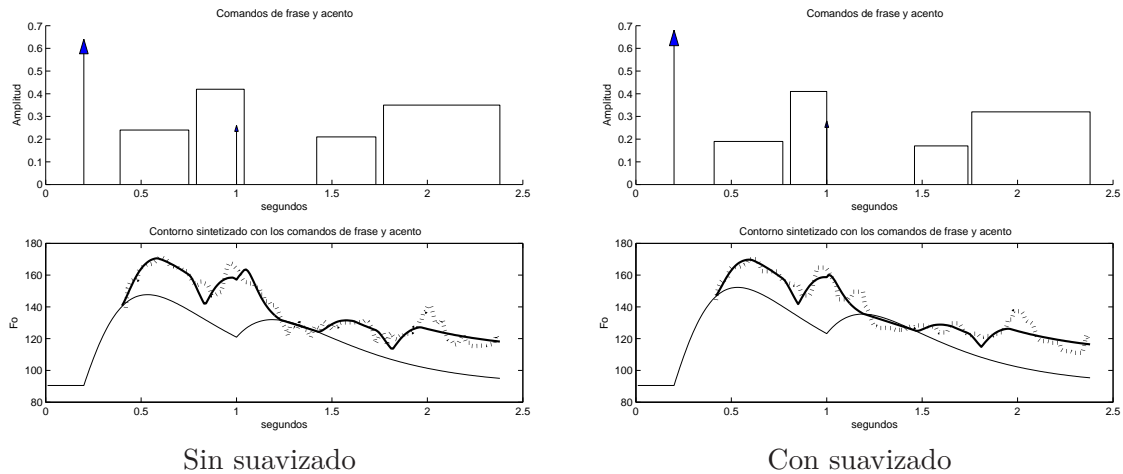 Comandos de frase y acento
0.7
0.6
0.5
0.4
0.3
0.2
0.1
0
Amplitud
0 0.5 1 1.5 2 2.5
segundos
Contorno sintetizado con los comandos de frase y acento
180
160
140
120
100
80
Fo
0 0.5 1 1.5 2 2.5
segundos
Sin suavizado
Comandos de frase y acento
0.7
0.6
0.5
0.4
0.3
0.2
0.1
0
Amplitud
0 0.5 1 1.5 2 2.5
segundos
Contorno sintetizado con los comandos de frase y acento
180
160
140
120
100
80
Fo
0 0.5 1 1.5 2 2.5
segundos
Con suavizado